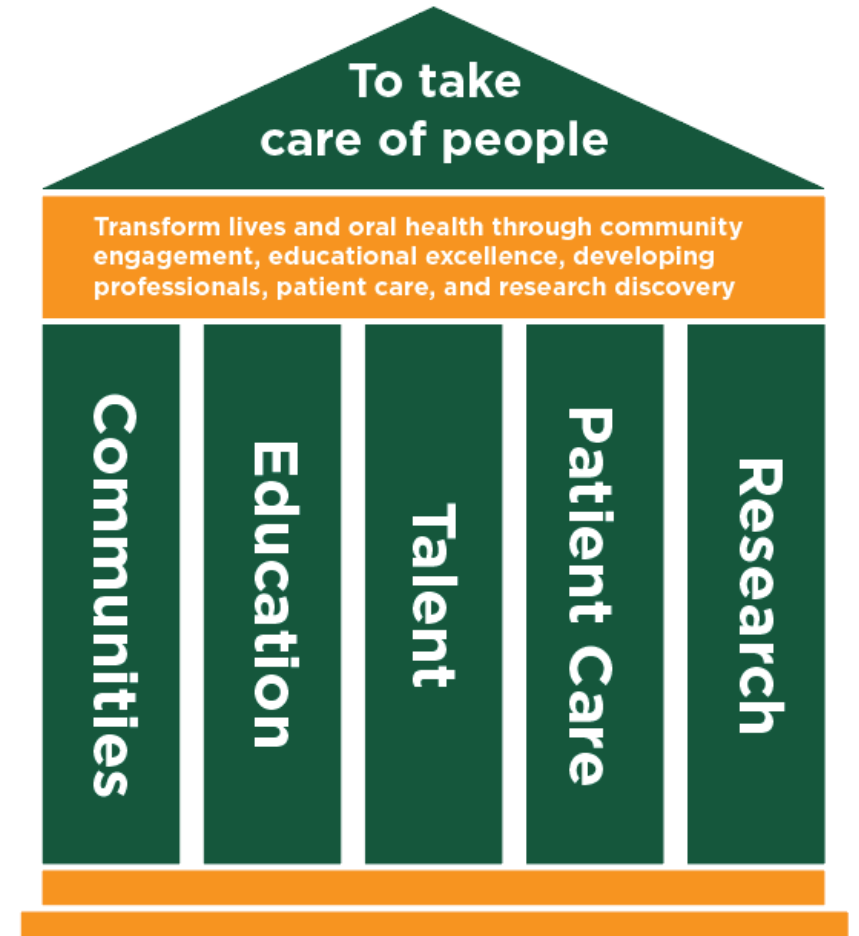 To take
care of people
Transform lives and oral health through community
engagement, educational excellence, developing
professionals, patient care, and research discovery
Communities
Education
Talent
Patient Care
Research